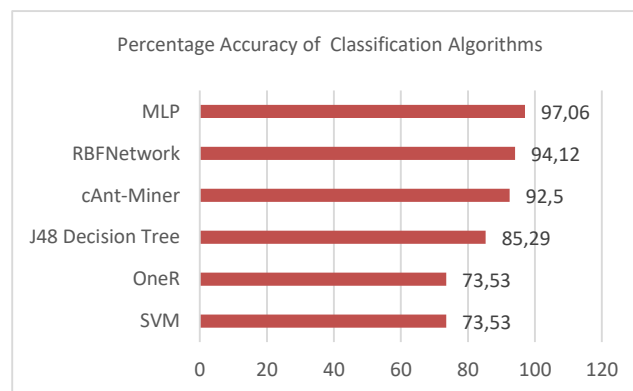 Percentage Accuracy of Classification Algorithms
MLP 97,06
RBFNetwork 94,12
cAnt-Miner 92,5
J48 Decision Tree 85,29
OneR 73,53
SVM 73,53
0 20 40 60 80 100 120